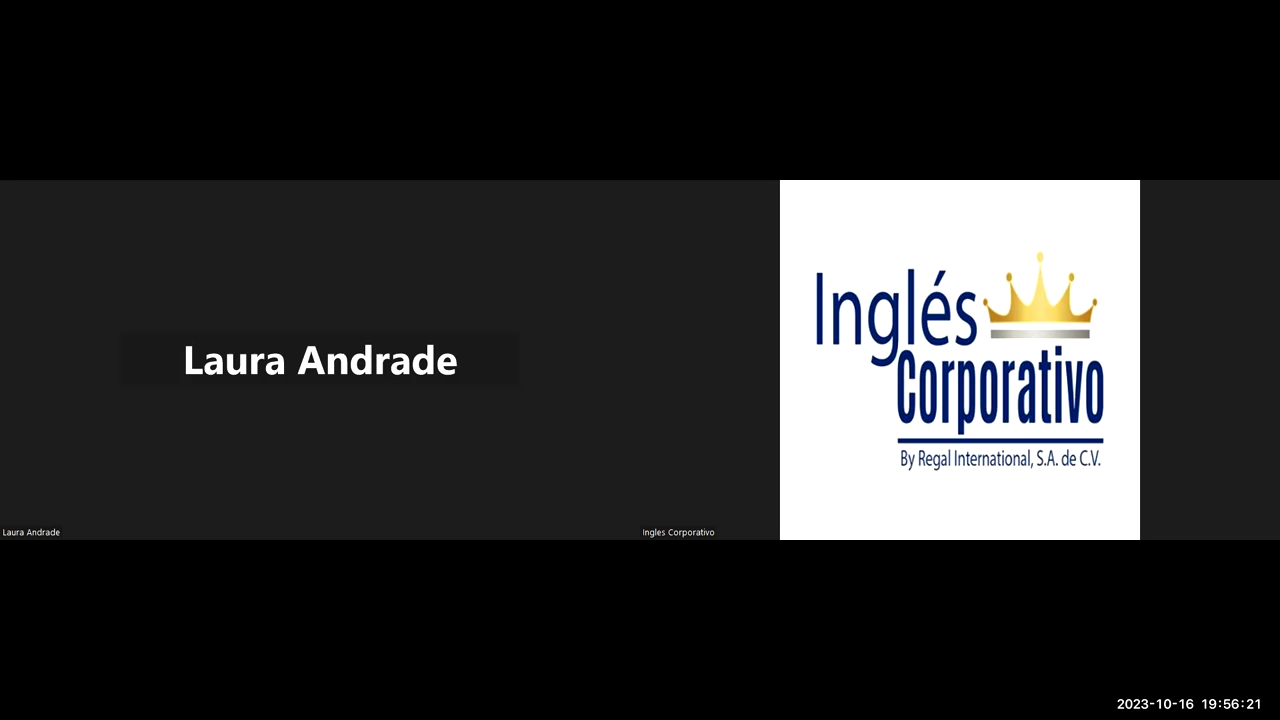 Laura Andrade
Laura Andrade
Inglés
Corporativo
By Regal International, S.A. de C.V.
Ingles Corporativo
2023-10-16 19:56:21